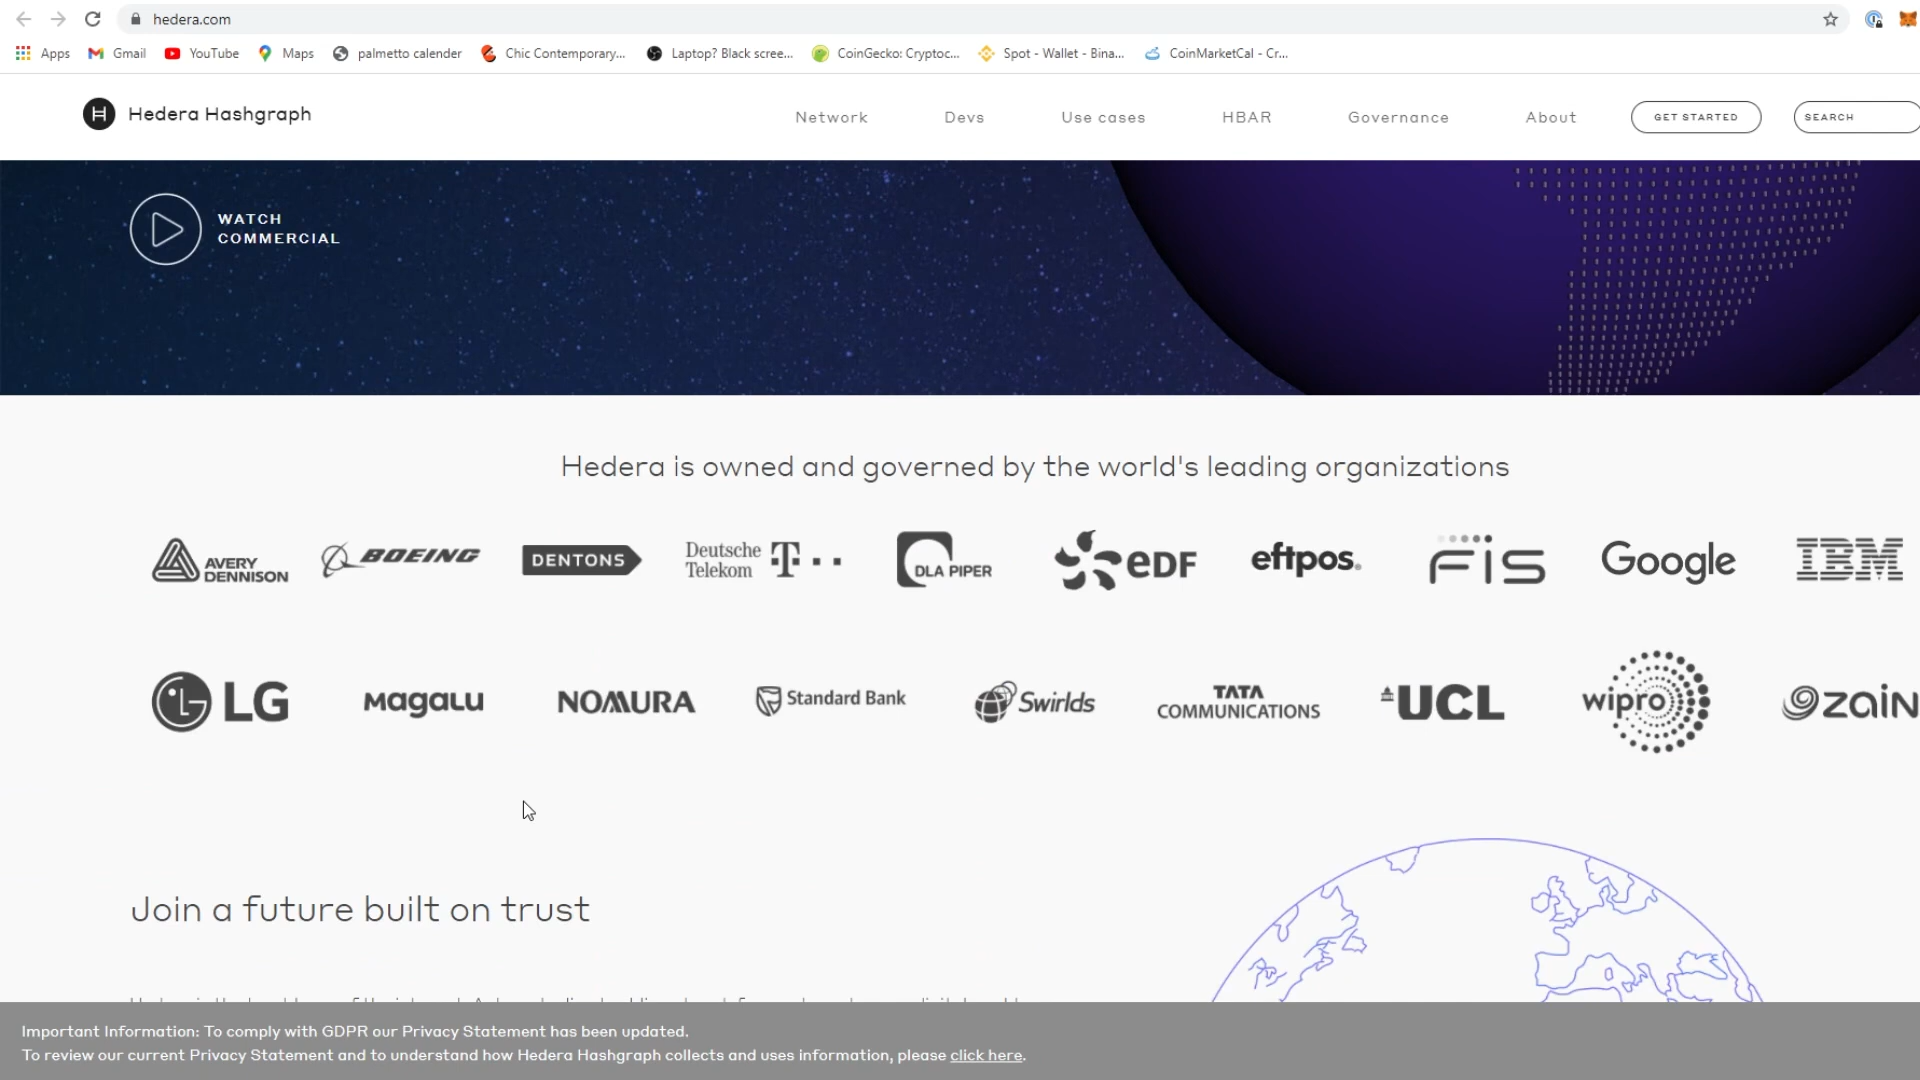 hedera.com
Apps Gmail YouTube Maps palmetto calender Chic Contemporary... Laptop? Black scree... CoinGecko: Cryptoc... Spot - Wallet - Bina... CoinMarketCal - Cr...
H Hedera Hashgraph Network Devs Use cases HBAR Governance About GET STARTED SEARCH
WATCH
COMMERCIAL
Hedera is owned and governed by the world's leading organizations
AVERY
DENNISON
BOEING
DENTONS
Deutsche
Telekom T
DLA PIPER
eDF
eftpos.
FIS
Google
IBM
LG
MagaLu
NOMURA
Standard Bank
Swirlds
TATA
COMMUNICATIONS
UCL
wipro
zain
Join a future built on trust
Important Information: To comply with GDPR our Privacy Statement has been updated.
To review our current Privacy Statement and to understand how Hedera Hashgraph collects and uses information, please click here.